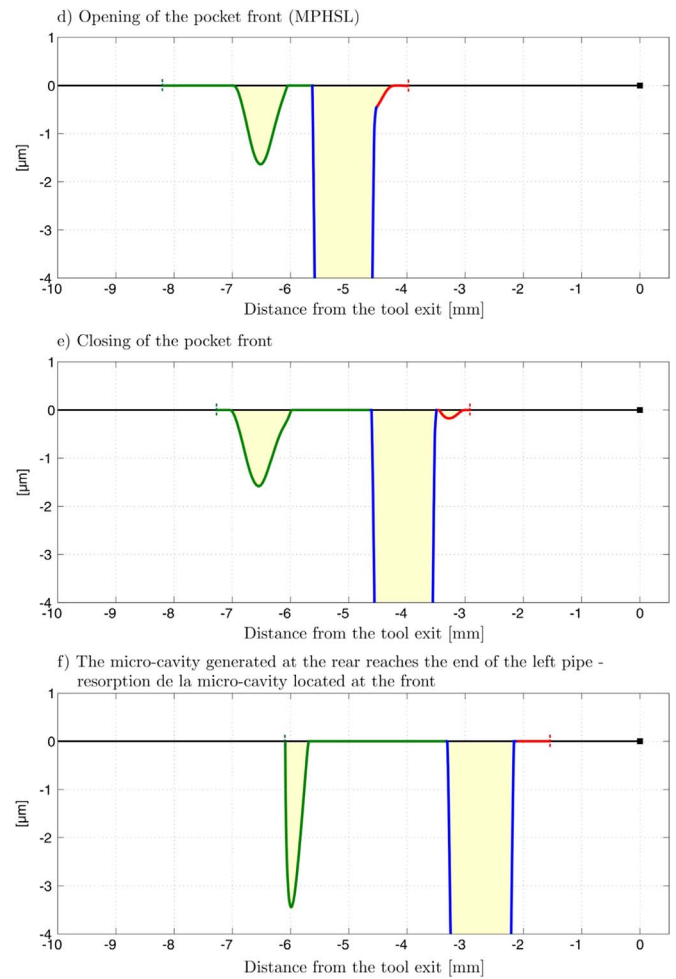 d) Opening of the pocket front (MPHSL)
1
0
-1
-2
-3
-4
[µm]
-10 -9 -8 -7 -6 -5 -4 -3 -2 -1 0
Distance from the tool exit [mm]
e) Closing of the pocket front
1
0
-1
-2
-3
-4
[µm]
-10 -9 -8 -7 -6 -5 -4 -3 -2 -1 0
Distance from the tool exit [mm]
f) The micro-cavity generated at the rear reaches the end of the left pipe -
resorption de la micro-cavity located at the front
1
0
-1
-2
-3
-4
[µm]
-10 -9 -8 -7 -6 -5 -4 -3 -2 -1 0
Distance from the tool exit [mm]